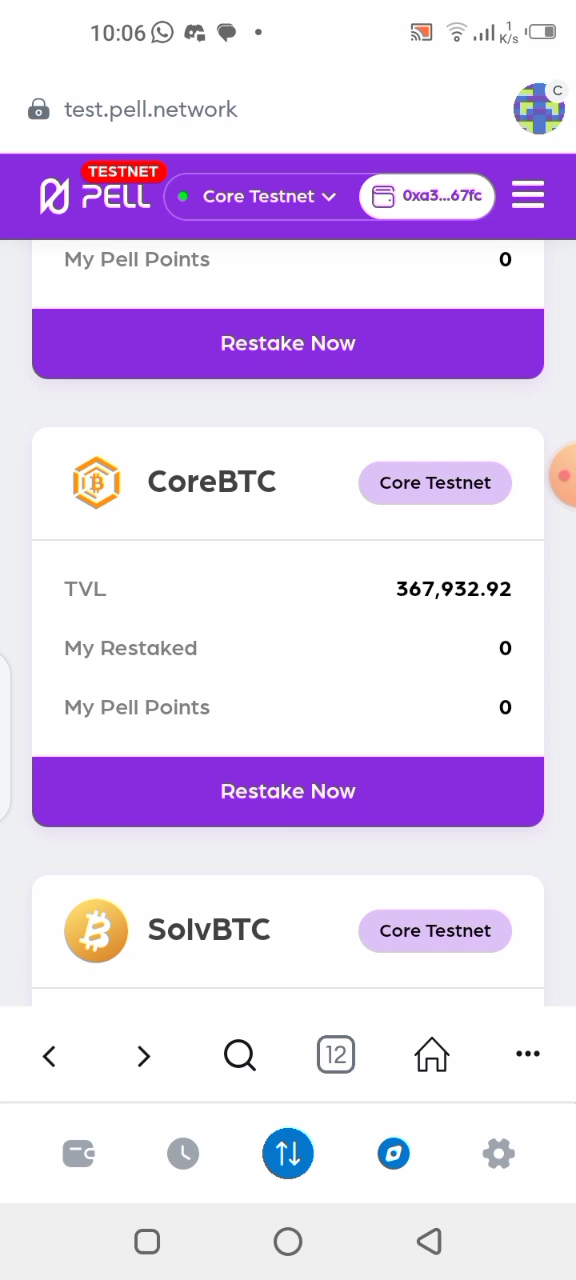 10:06
1
K/s
test.pell.network
C
TESTNET
PELL
Core Testnet
0xa3...67fc
My Pell Points 0
Restake Now
CoreBTC
Core Testnet
TVL 367,932.92
My Restaked 0
My Pell Points 0
Restake Now
SolvBTC
Core Testnet
12